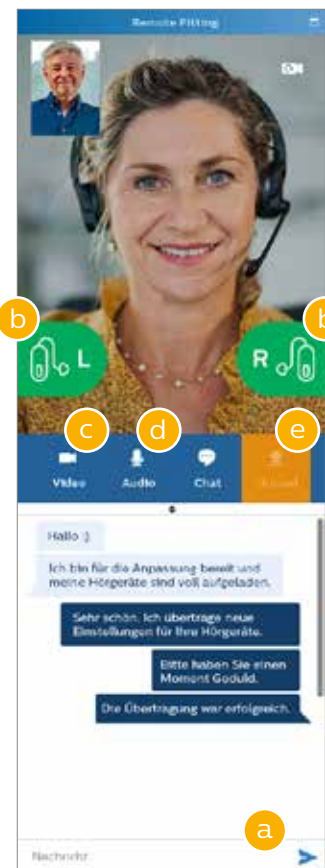 Remote Fitting
b
b
L
R
c
d
e
Video
Audio
Chat
Hallo :)
Ich bin für die Anpassung bereit und
meine Hörgeräte sind voll aufgeladen.
Sehr schön. Ich übertrage neue
Einstellungen für Ihre Hörgeräte.
Bitte haben Sie einen
Moment Geduld.
Die Übertragung war erfolgreich.
a
Nachricht